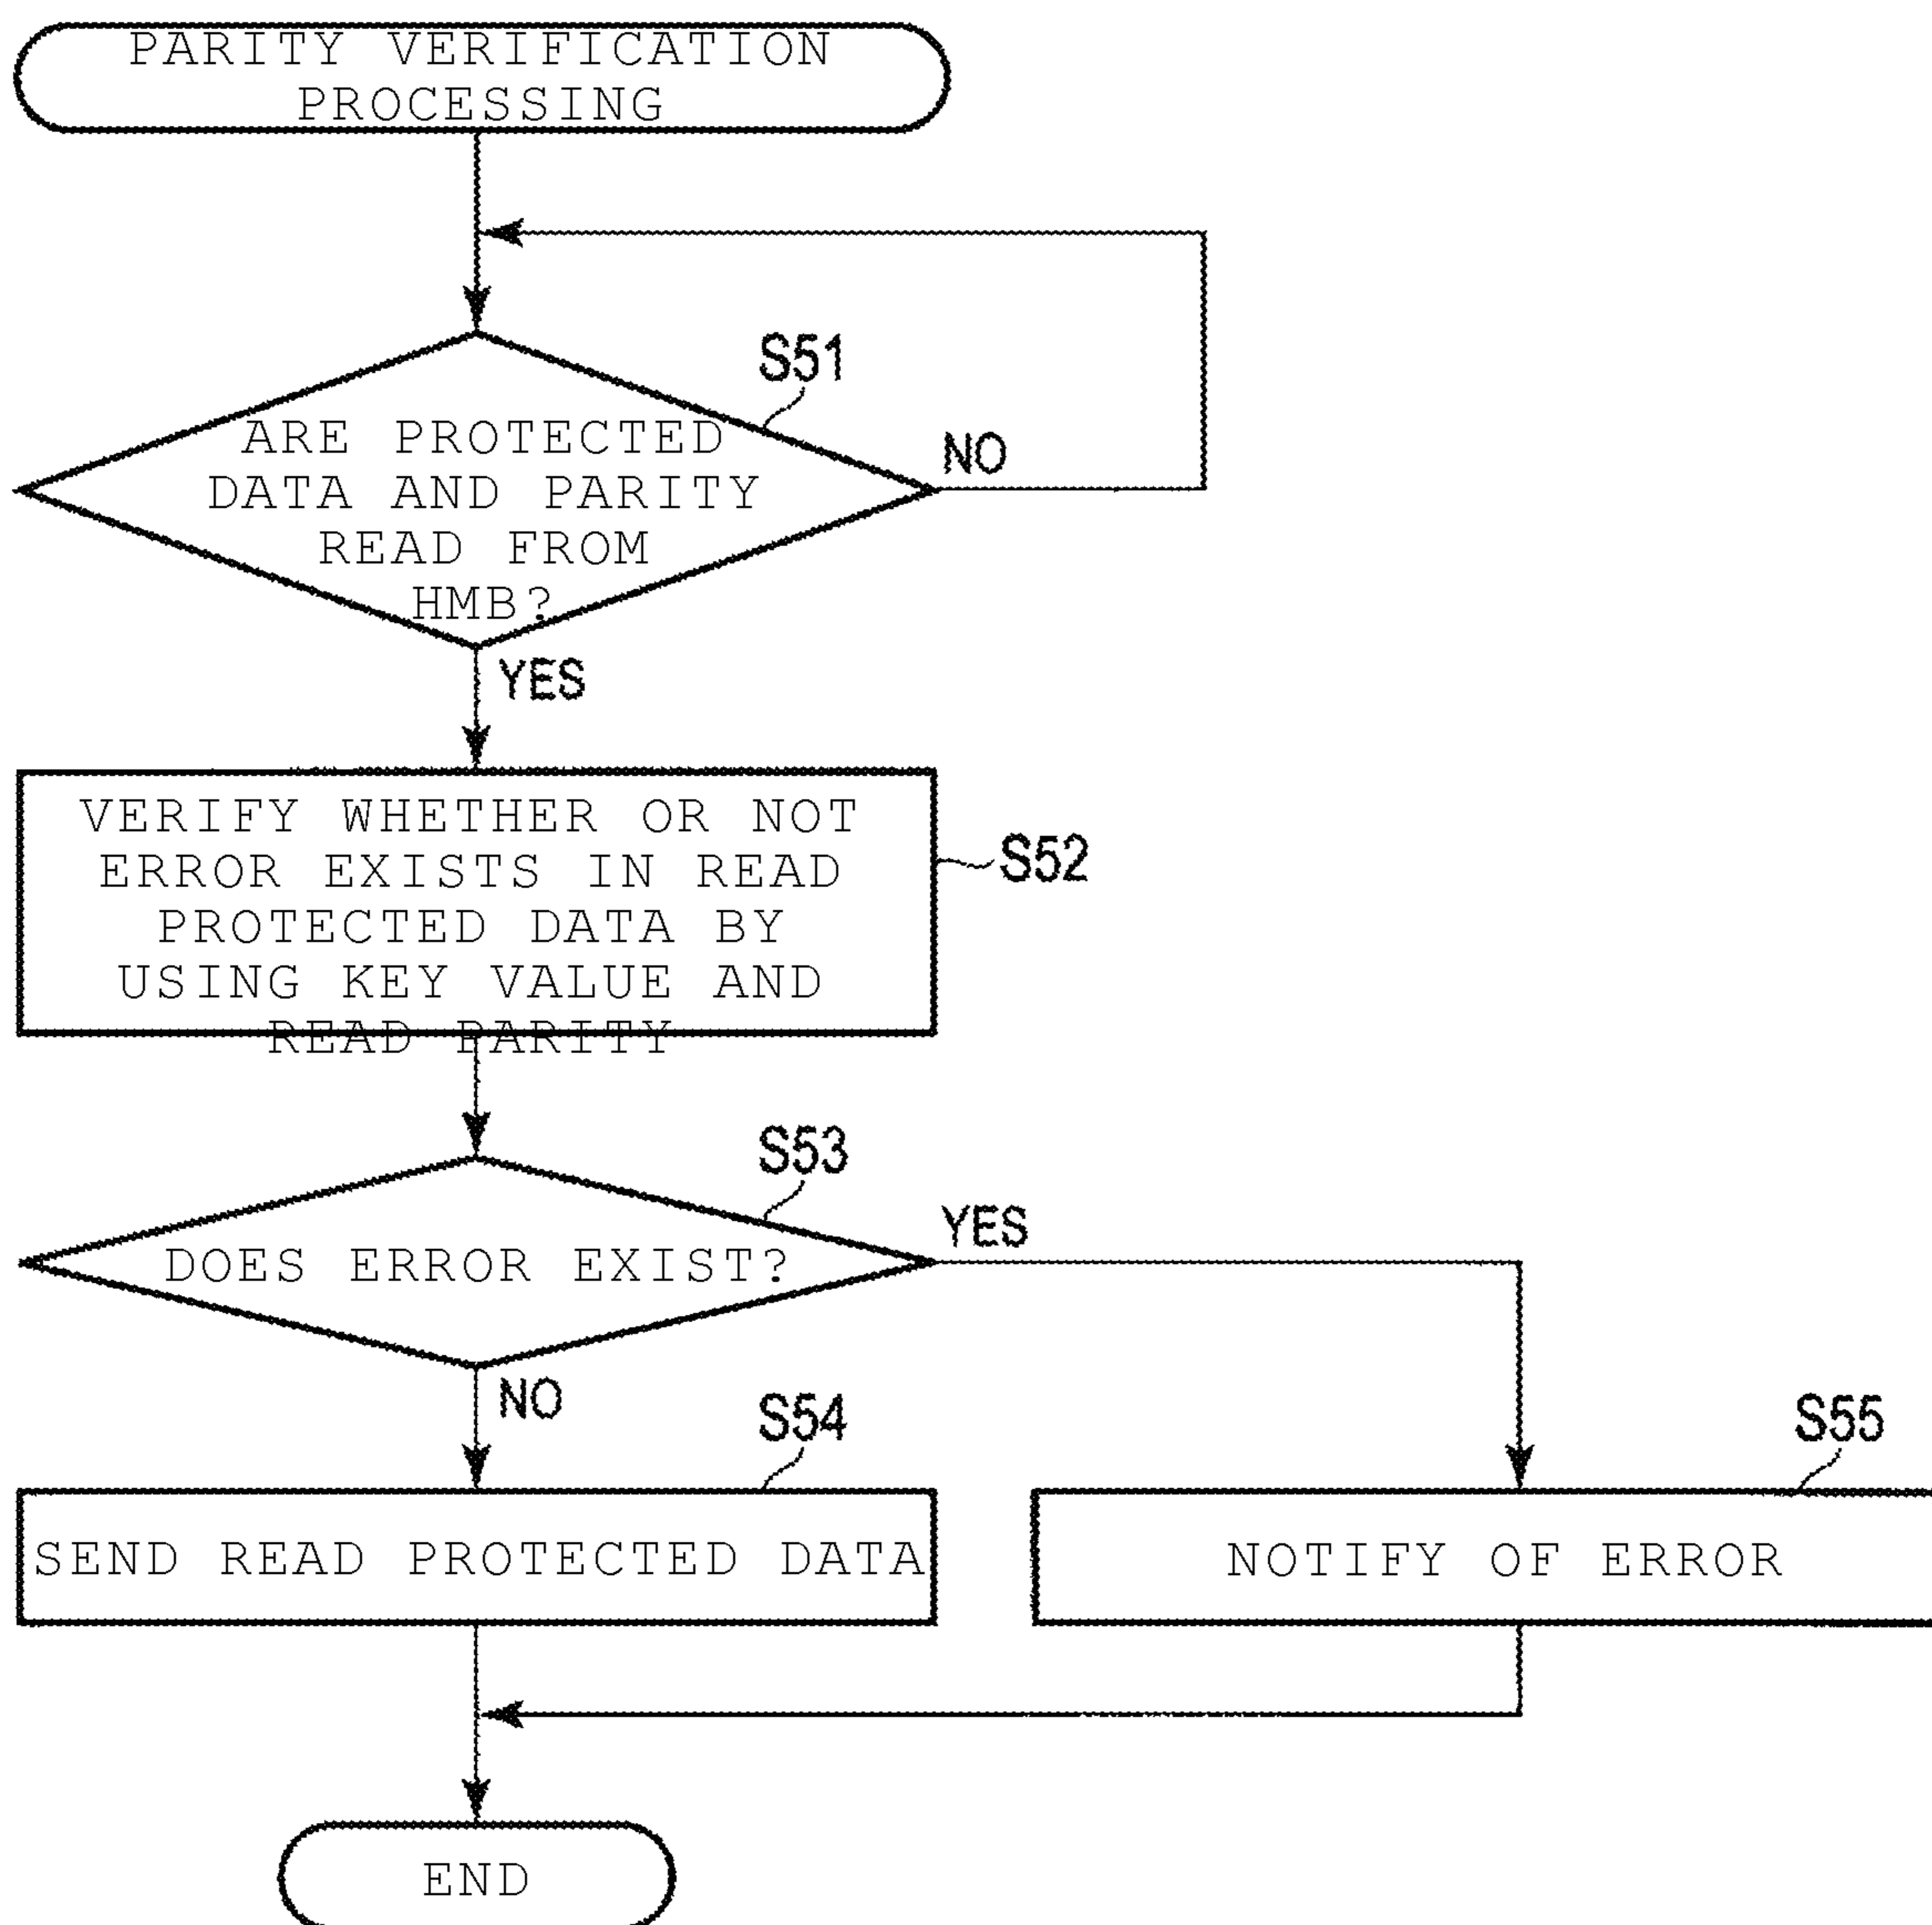 PARITY VERIFICATION
PROCESSING
S51
ARE PROTECTED
DATA AND PARITY
READ FROM
HMB?
NO
YES
VERIFY WHETHER OR NOT
ERROR EXISTS IN READ
PROTECTED DATA BY
USING KEY VALUE AND
READ PARITY
S52
S53
DOES ERROR EXIST?
YES
NO
S54
SEND READ PROTECTED DATA
S55
NOTIFY OF ERROR
END